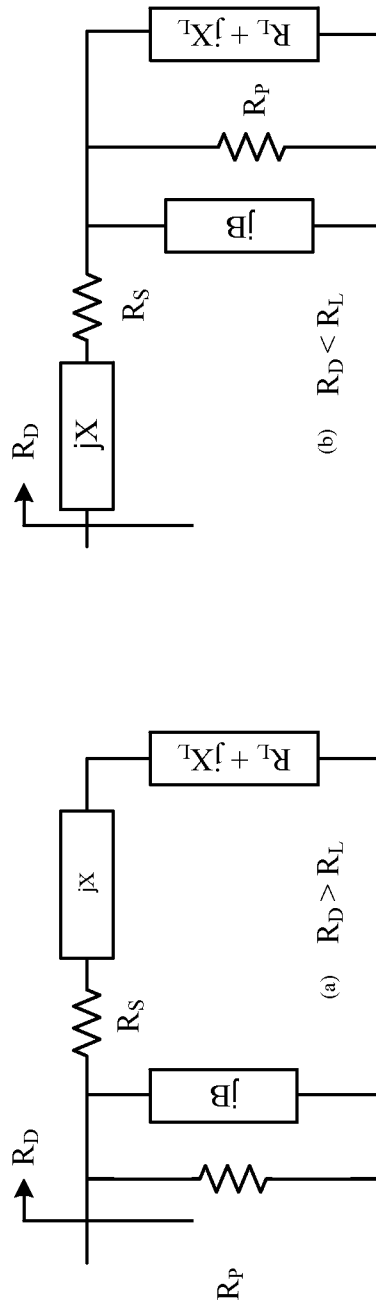 R_D
R_P
jB
R_S
jX
R_L + jX_L
(a) R_D > R_L
R_D
jX
R_S
jB
R_P
R_L + jX_L
(b) R_D < R_L